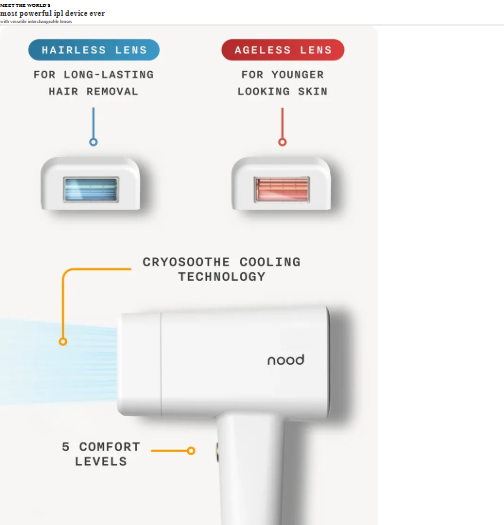 MEET THE WORLD'S
most powerful ipl device ever
with versatile interchangeable lenses
HAIRLESS LENS
AGELESS LENS
FOR LONG-LASTING
HAIR REMOVAL
FOR YOUNGER
LOOKING SKIN
CRYOSOOTHE COOLING
TECHNOLOGY
nood
5 COMFORT
LEVELS